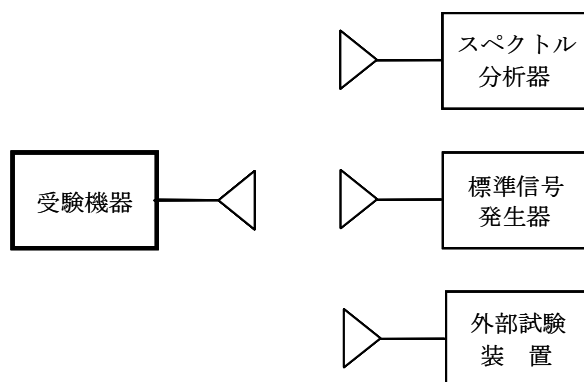 スペクトル
分析器
受験機器
標準信号
発生器
外部試験
装　置